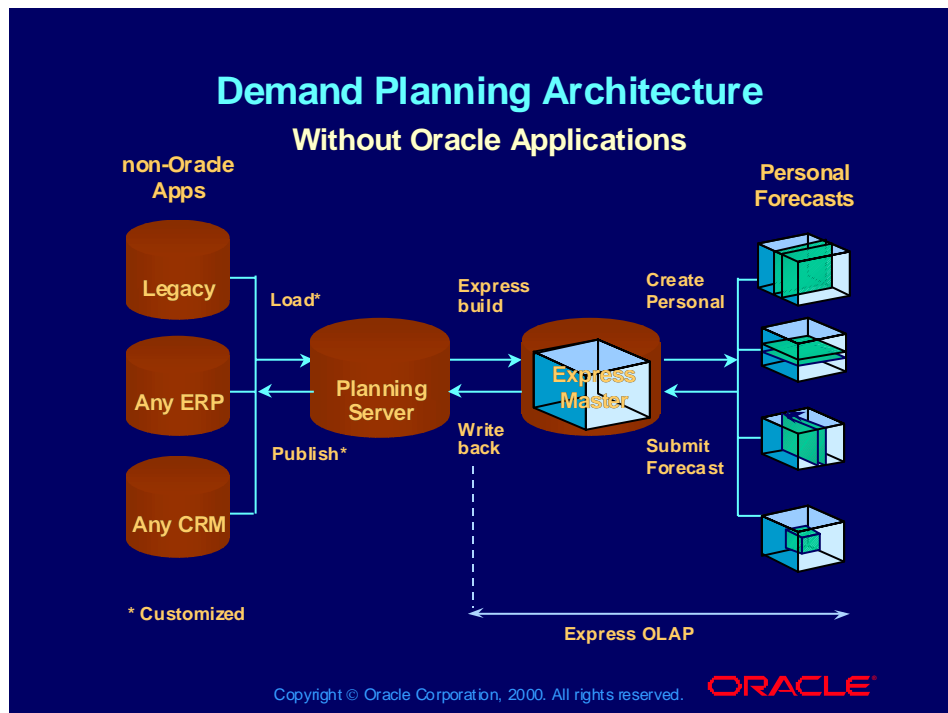 Demand Planning Architecture
Without Oracle Applications
non-Oracle
Apps
Personal
Forecasts
Legacy
Load*
Express
build
Create
Personal
Any ERP
Planning
Server
Express
Master
Publish*
Write
back
Submit
Forecast
Any CRM
* Customized
Express OLAP
Copyright © Oracle Corporation, 2000. All rights reserved.
ORACLE®